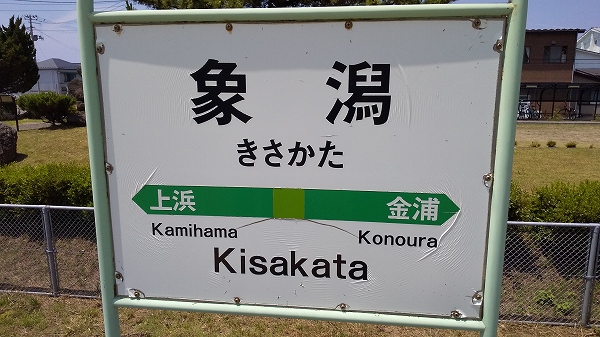 象潟
きさかた
上浜 金浦
Kamihama Konoura
Kisakata